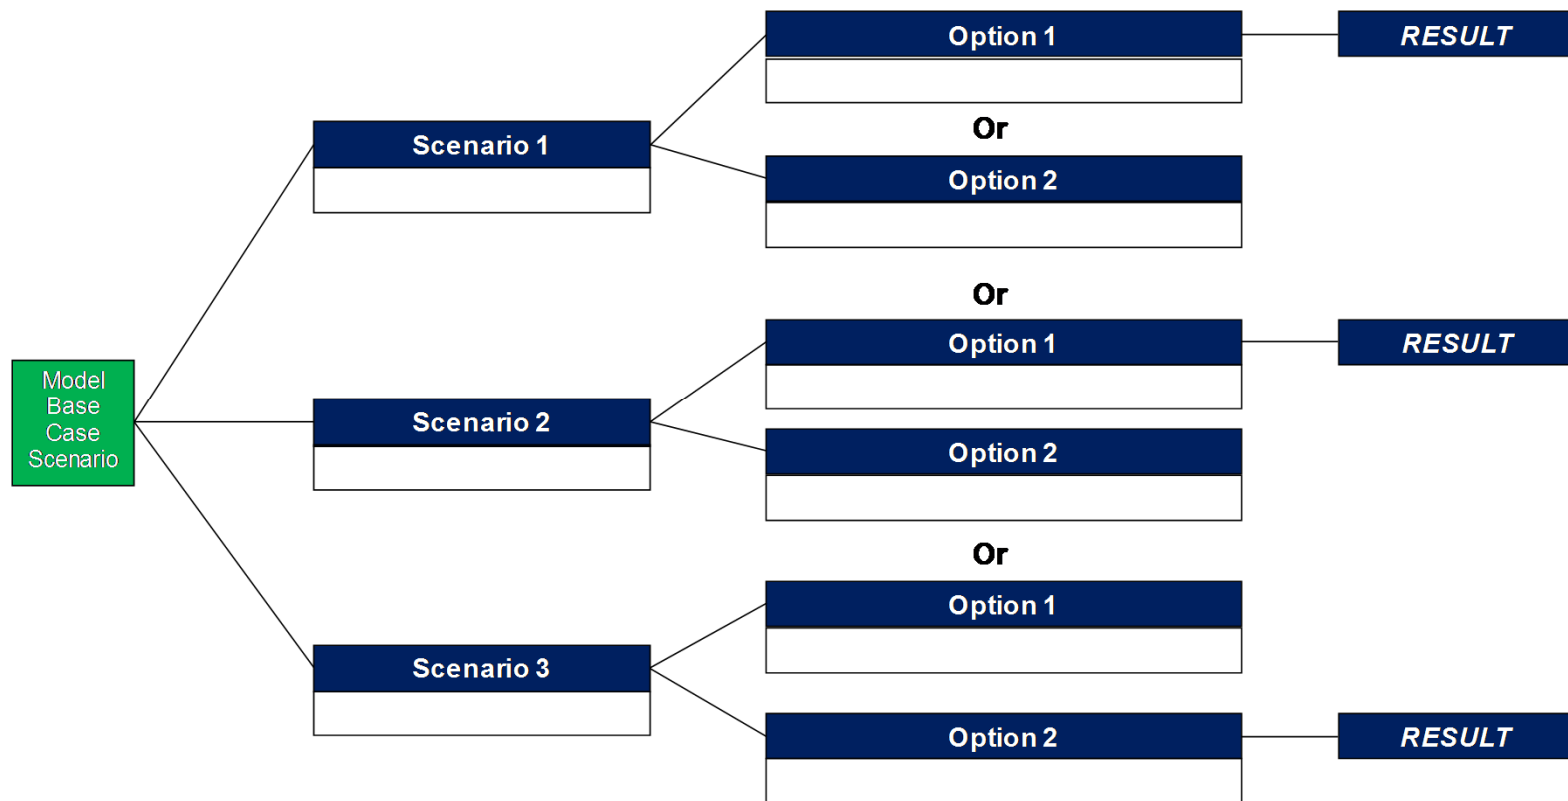 Option 1
RESULT
Or
Scenario 1
Option 2
Or
Option 1
RESULT
Model
Base
Case
Scenario
Scenario 2
Option 2
Or
Option 1
Scenario 3
Option 2
RESULT